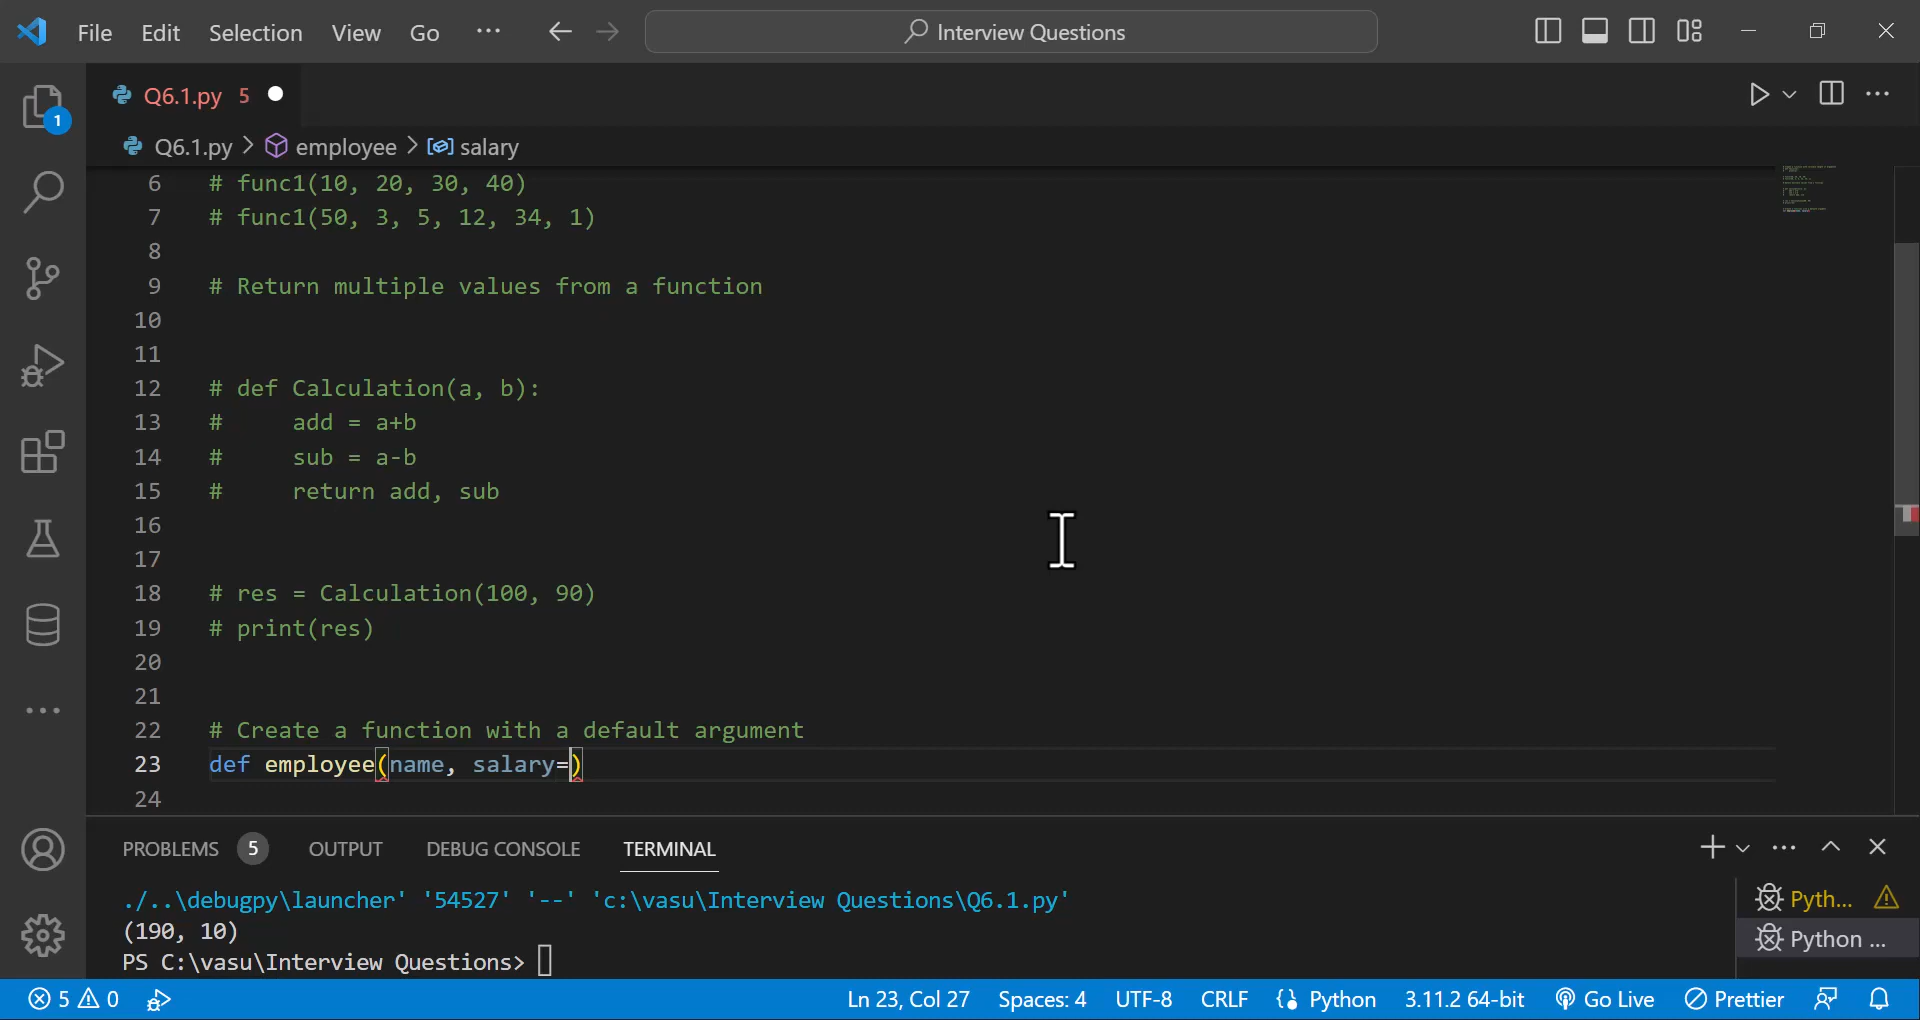 File Edit Selection View Go ··· Interview Questions
Q6.1.py 5
1
Q6.1.py > employee > salary
6 # func1(10, 20, 30, 40)
7 # func1(50, 3, 5, 12, 34, 1)
8
9 # Return multiple values from a function
10
11
12 # def Calculation(a, b):
13 #     add = a+b
14 #     sub = a-b
15 #     return add, sub
16
17
18 # res = Calculation(100, 90)
19 # print(res)
20
21
22 # Create a function with a default argument
23 def employee(name, salary=)
24
PROBLEMS 5 OUTPUT DEBUG CONSOLE TERMINAL
./..\debugpy\launcher' '54527' '--' 'c:\vasu\Interview Questions\Q6.1.py'
(190, 10)
PS C:\vasu\Interview Questions>
Pyth...
Python ...
5 0 Ln 23, Col 27 Spaces: 4 UTF-8 CRLF Python 3.11.2 64-bit Go Live Prettier